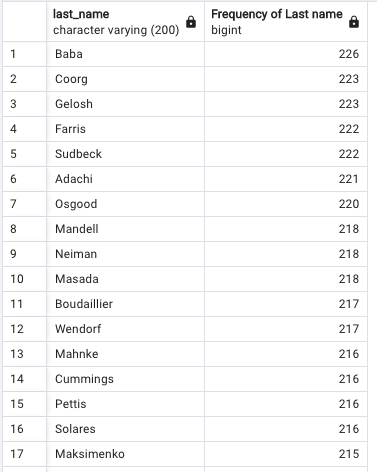 last_name Frequency of Last name
character varying (200) bigint
1 Baba 226
2 Coorg 223
3 Gelosh 223
4 Farris 222
5 Sudbeck 222
6 Adachi 221
7 Osgood 220
8 Mandell 218
9 Neiman 218
10 Masada 218
11 Boudaillier 217
12 Wendorf 217
13 Mahnke 216
14 Cummings 216
15 Pettis 216
16 Solares 216
17 Maksimenko 215